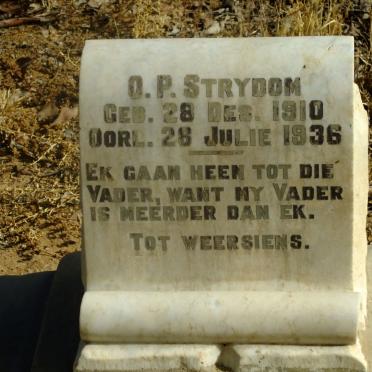 O. P. STRYDOM
GEB. 28 DES. 1910
OORL. 28 JULIE 1936
EK GAAN HEEN TOT DIE
VADER, WANT MY VADER
IS MEERDER DAN EK.
TOT WEERSIENS.